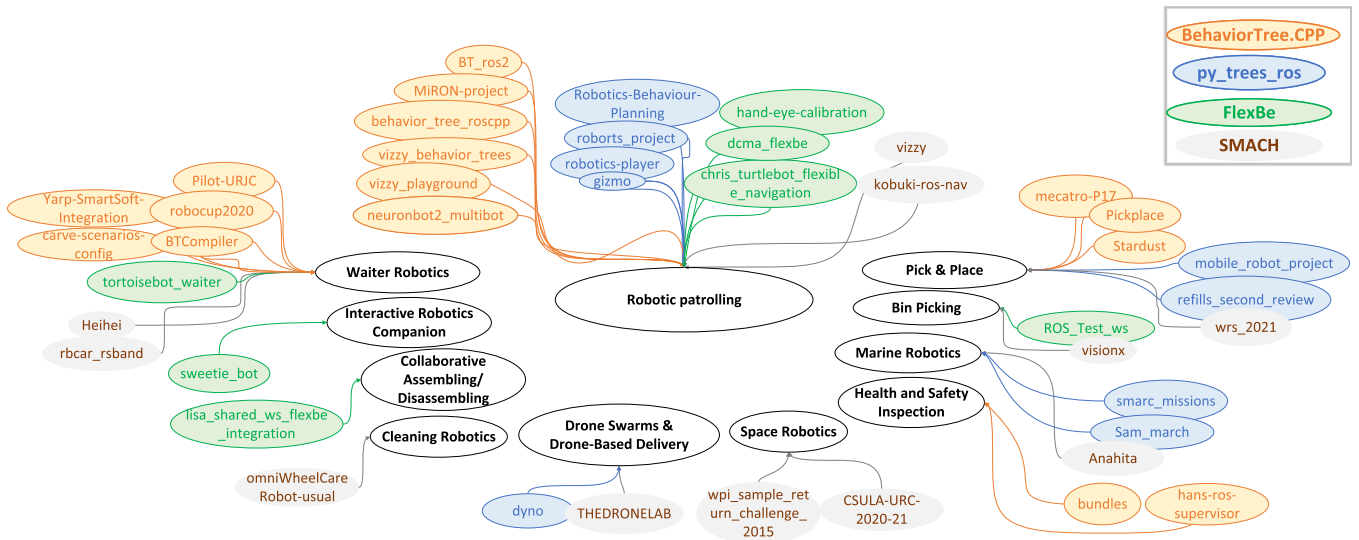 BehaviorTree.CPP
py_trees_ros
FlexBe
SMACH
BT_ros2
MiRON-project
behavior_tree_roscpp
vizzy_behavior_trees
vizzy_playground
neuronbot2_multibot
Robotics-Behaviour-
Planning
roborts_project
robotics-player
gizmo
hand-eye-calibration
dcma_flexbe
chris_turtlebot_flexibl
e_navigation
vizzy
kobuki-ros-nav
Robotic patrolling
Pilot-URJC
Yarp-SmartSoft-
Integration
robocup2020
carve-scenarios-
config
BTCompiler
tortoisebot_waiter
Heihei
rbcar_rsband
Waiter Robotics
Interactive Robotics
Companion
sweetie_bot
Collaborative
Assembling/
Disassembling
lisa_shared_ws_flexbe
_integration
Cleaning Robotics
omniWheelCare
Robot-usual
Drone Swarms &
Drone-Based Delivery
dyno
THEDRONELAB
Space Robotics
wpi_sample_ret
urn_challenge_
2015
CSULA-URC-
2020-21
mecatro-P17
Pickplace
Stardust
mobile_robot_project
refills_second_review
wrs_2021
Pick & Place
Bin Picking
ROS_Test_ws
visionx
Marine Robotics
smarc_missions
Sam_march
Anahita
Health and Safety
Inspection
bundles
hans-ros-
supervisor